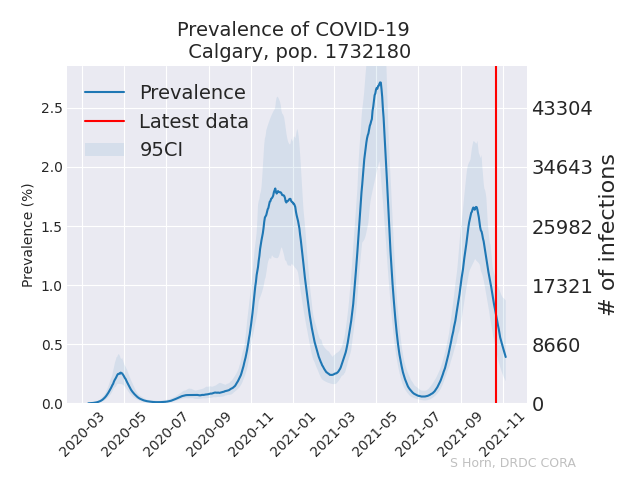 Prevalence of COVID-19
Calgary, pop. 1732180
Prevalence
Latest data
95CI
Prevalence (%)
2.5
2.0
1.5
1.0
0.5
0.0
43304
34643
25982
17321
8660
0
# of infections
2020-03
2020-05
2020-07
2020-09
2020-11
2021-01
2021-03
2021-05
2021-07
2021-09
2021-11
S Horn, DRDC CORA